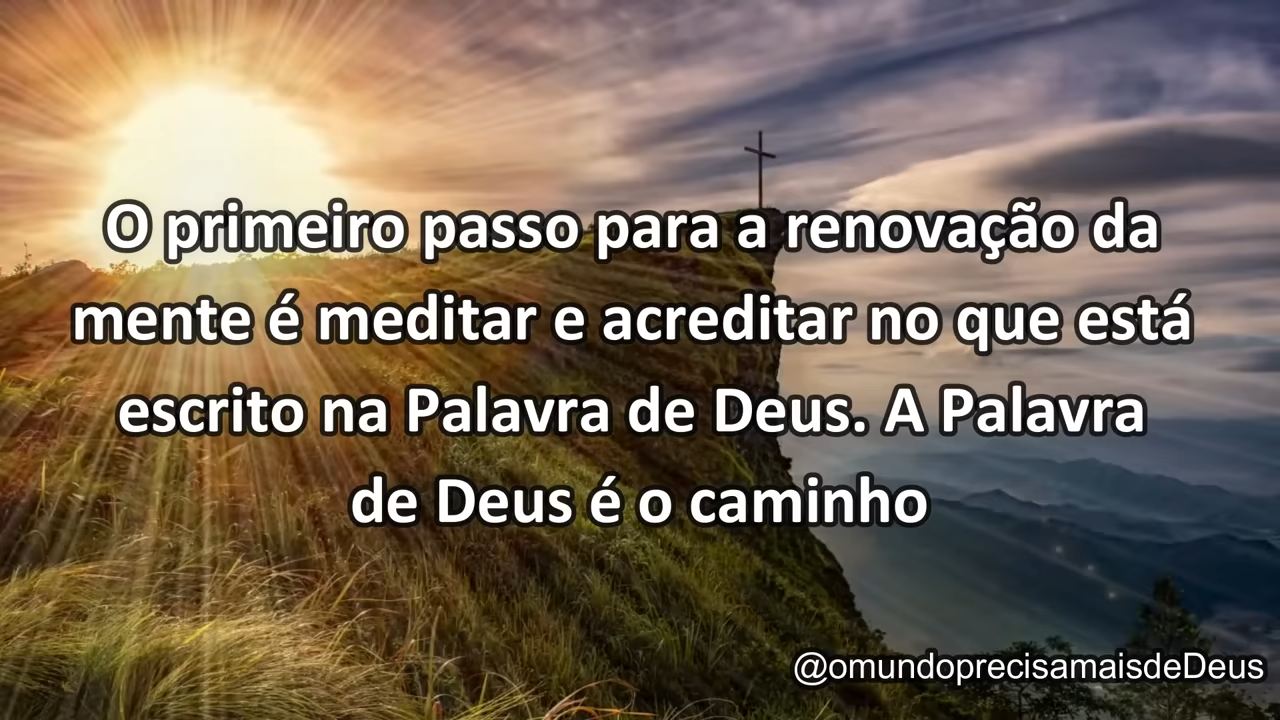 O primeiro passo para a renovação da
mente é meditar e acreditar no que está
escrito na Palavra de Deus. A Palavra
de Deus é o caminho
@omundoprecisamaisdeDeus